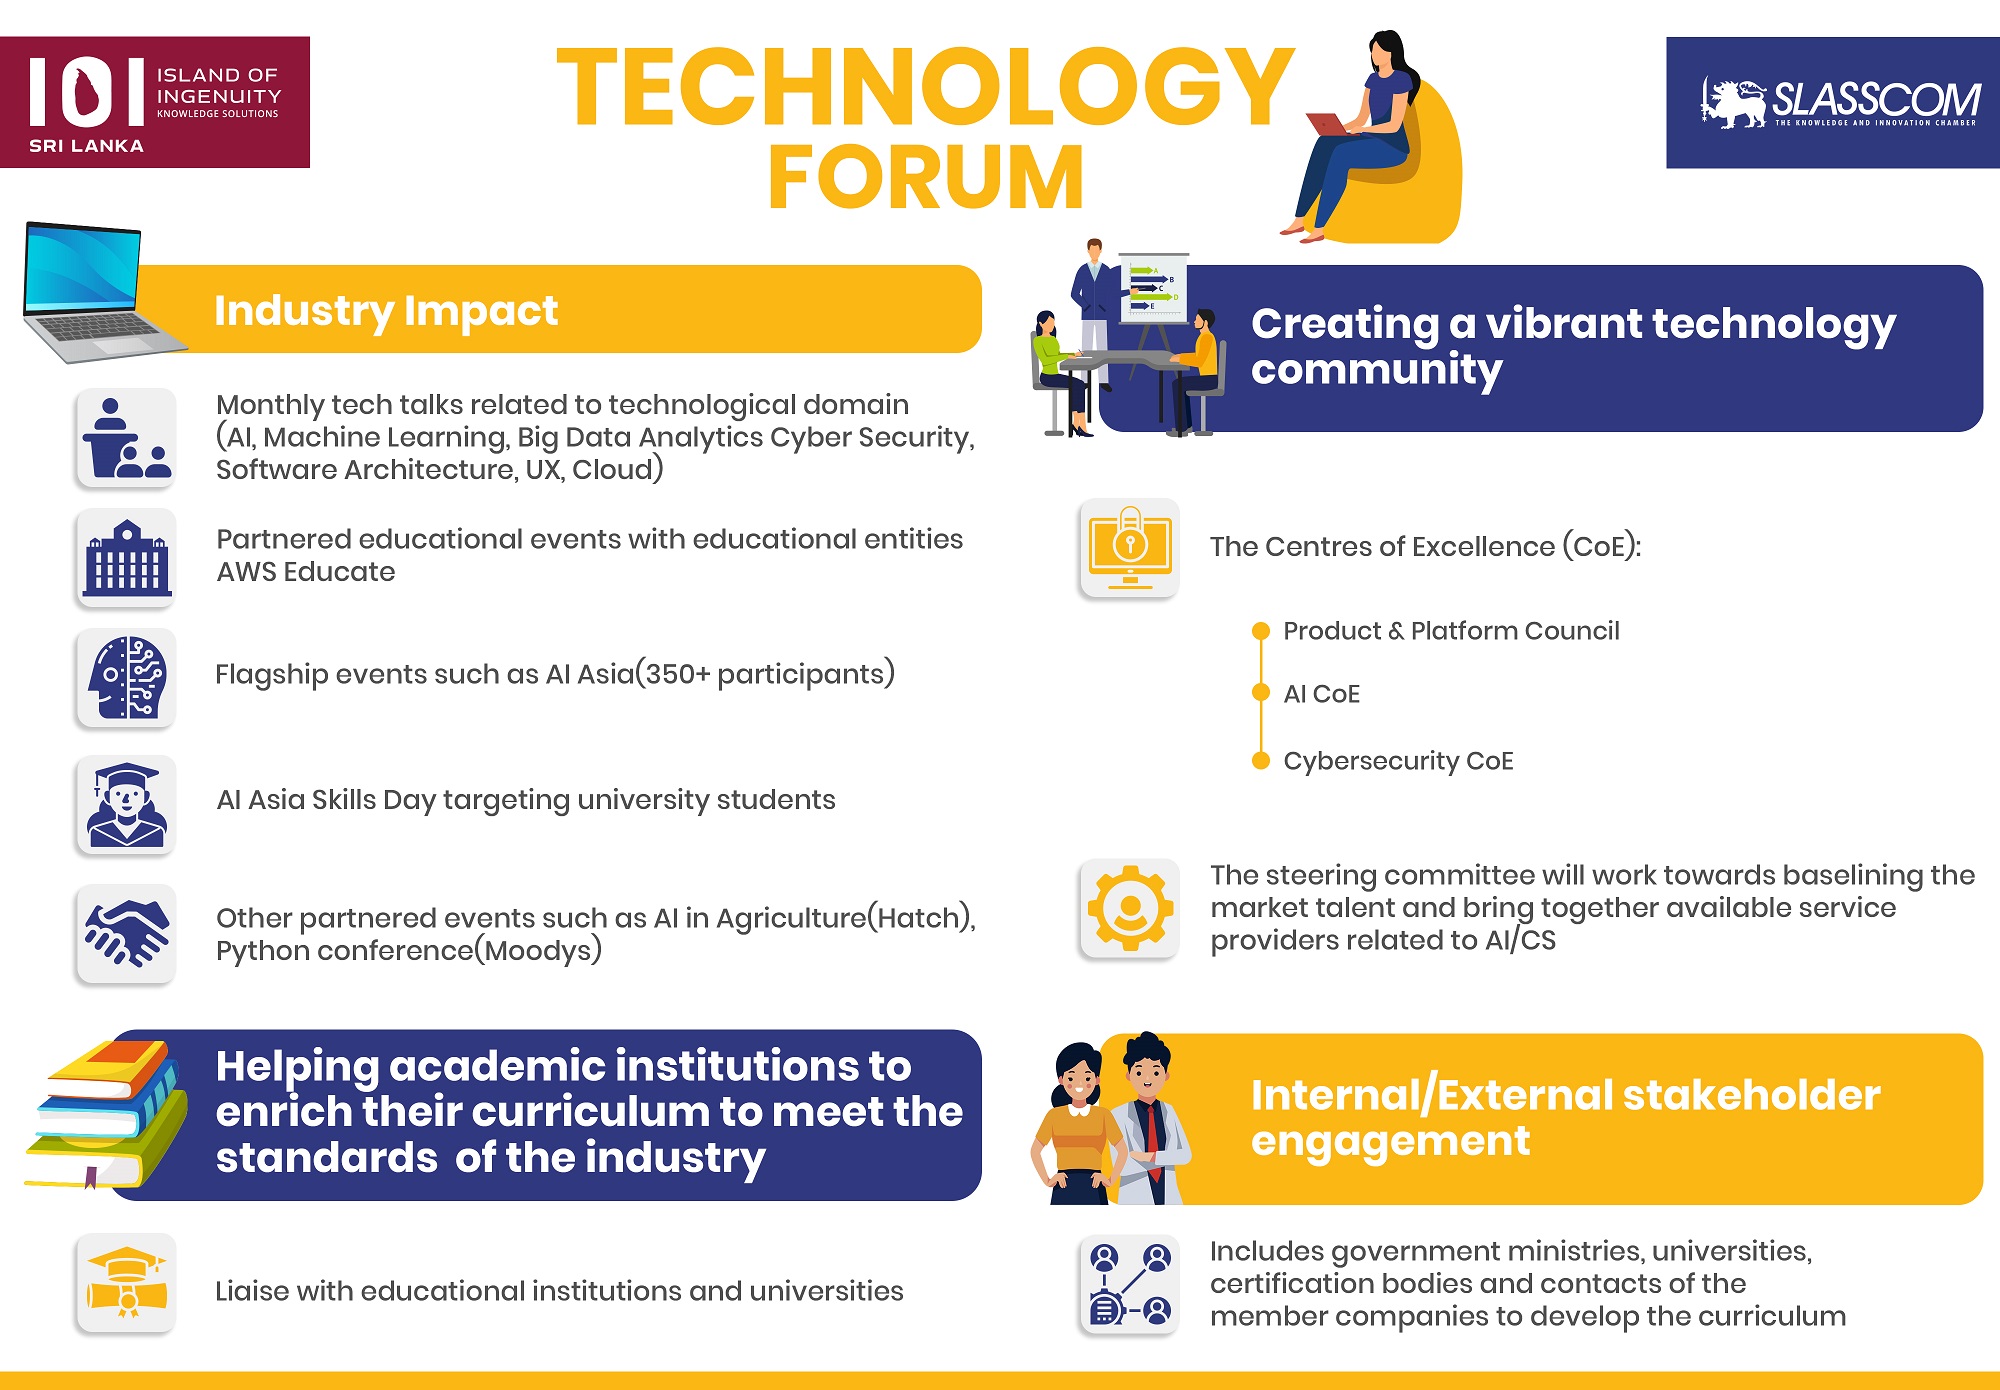 IOI
ISLAND OF
INGENUITY
KNOWLEDGE SOLUTIONS
SRI LANKA
TECHNOLOGY
FORUM
SLASSCOM
THE KNOWLEDGE AND INNOVATION CHAMBER
Industry Impact
Monthly tech talks related to technological domain
(AI, Machine Learning, Big Data Analytics Cyber Security,
Software Architecture, UX, Cloud)
Partnered educational events with educational entities
AWS Educate
Flagship events such as AI Asia(350+ participants)
AI Asia Skills Day targeting university students
Other partnered events such as AI in Agriculture(Hatch),
Python conference(Moodys)
Helping academic institutions to
enrich their curriculum to meet the
standards  of the industry
Liaise with educational institutions and universities
A
B
C
D
E
Creating a vibrant technology
community
The Centres of Excellence (CoE):
Product & Platform Council
AI CoE
Cybersecurity CoE
The steering committee will work towards baselining the
market talent and bring together available service
providers related to AI/CS
Internal/External stakeholder
engagement
Includes government ministries, universities,
certification bodies and contacts of the
member companies to develop the curriculum